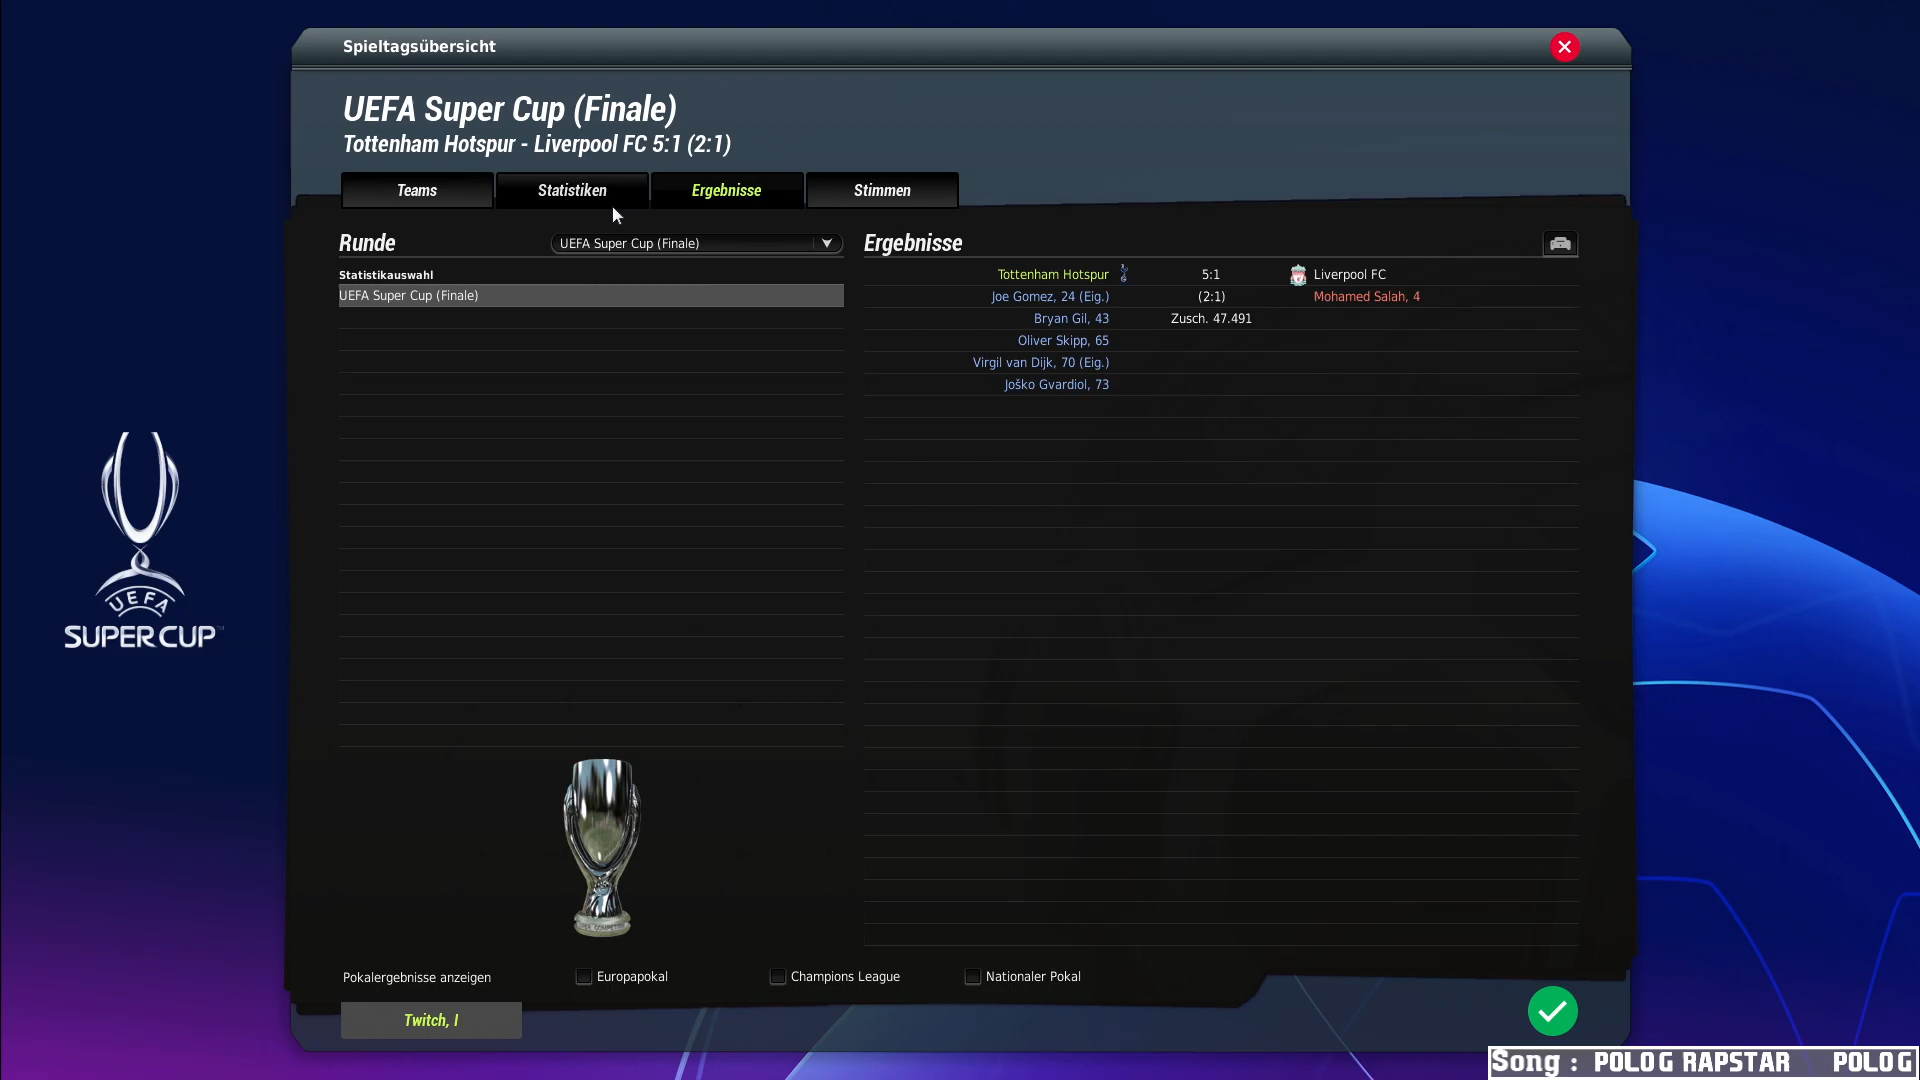 Spieltagsübersicht
UEFA Super Cup (Finale)
Tottenham Hotspur - Liverpool FC 5:1 (2:1)
Teams
Statistiken
Ergebnisse
Stimmen
Runde
UEFA Super Cup (Finale)
Statistikauswahl
UEFA Super Cup (Finale)
Ergebnisse
Tottenham Hotspur 5:1 Liverpool FC
Joe Gomez, 24 (Eig.) (2:1) Mohamed Salah, 4
Bryan Gil, 43 Zusch. 47.491
Oliver Skipp, 65
Virgil van Dijk, 70 (Eig.)
Joško Gvardiol, 73
UEFA
SUPER CUP
Pokalergebnisse anzeigen
Europapokal
Champions League
Nationaler Pokal
Twitch, I
Song : POLO G RAPSTAR POLO G